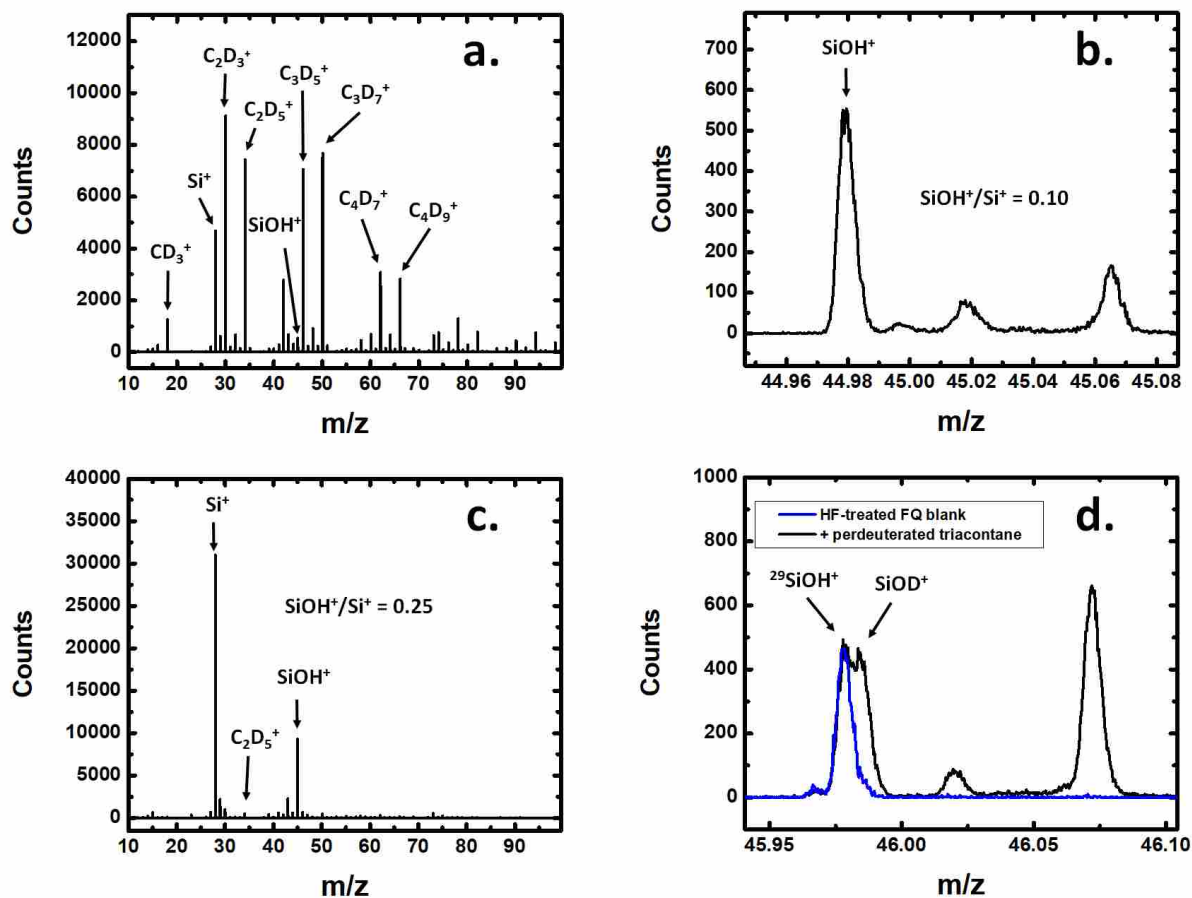 a.
12000
10000
8000
6000
4000
2000
0
Counts
C₂D₃⁺
C₃D₅⁺
C₂D₅⁺
C₃D₇⁺
Si⁺
SiOH⁺
C₄D₇⁺
C₄D₉⁺
CD₃⁺
10 20 30 40 50 60 70 80 90
m/z
b.
700
600
500
400
300
200
100
0
Counts
SiOH⁺
SiOH⁺/Si⁺ = 0.10
44.96 44.98 45.00 45.02 45.04 45.06 45.08
m/z
c.
40000
35000
30000
25000
20000
15000
10000
5000
0
Counts
Si⁺
SiOH⁺/Si⁺ = 0.25
SiOH⁺
C₂D₅⁺
10 20 30 40 50 60 70 80 90
m/z
d.
1000
800
600
400
200
0
Counts
HF-treated FQ blank
+ perdeuterated triacontane
²⁹SiOH⁺
SiOD⁺
45.95 46.00 46.05 46.10
m/z